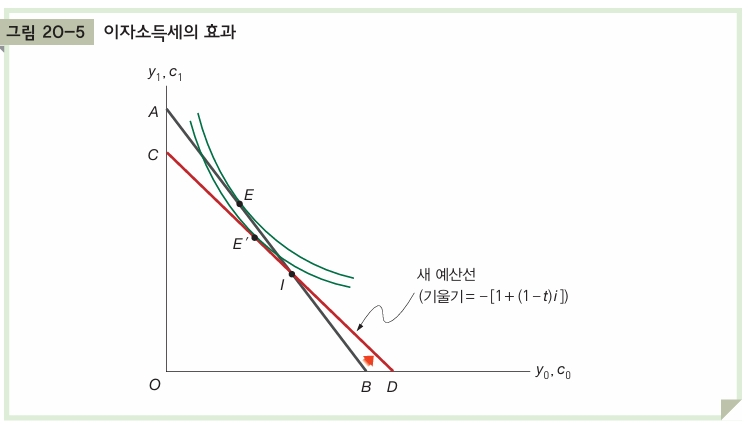 그림 20-5 이자소득세의 효과
y₁, c₁
A
C
E
E′
I
새 예산선
(기울기=-[1+(1-t)i])
O
B
D
y₀, c₀